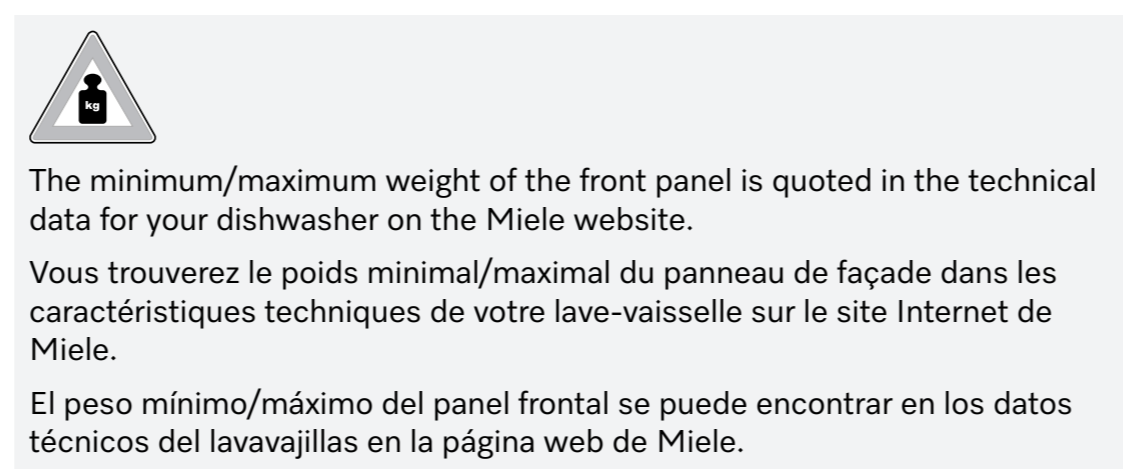 kg
The minimum/maximum weight of the front panel is quoted in the technical
data for your dishwasher on the Miele website.
Vous trouverez le poids minimal/maximal du panneau de façade dans les
caractéristiques techniques de votre lave-vaisselle sur le site Internet de
Miele.
El peso mínimo/máximo del panel frontal se puede encontrar en los datos
técnicos del lavavajillas en la página web de Miele.